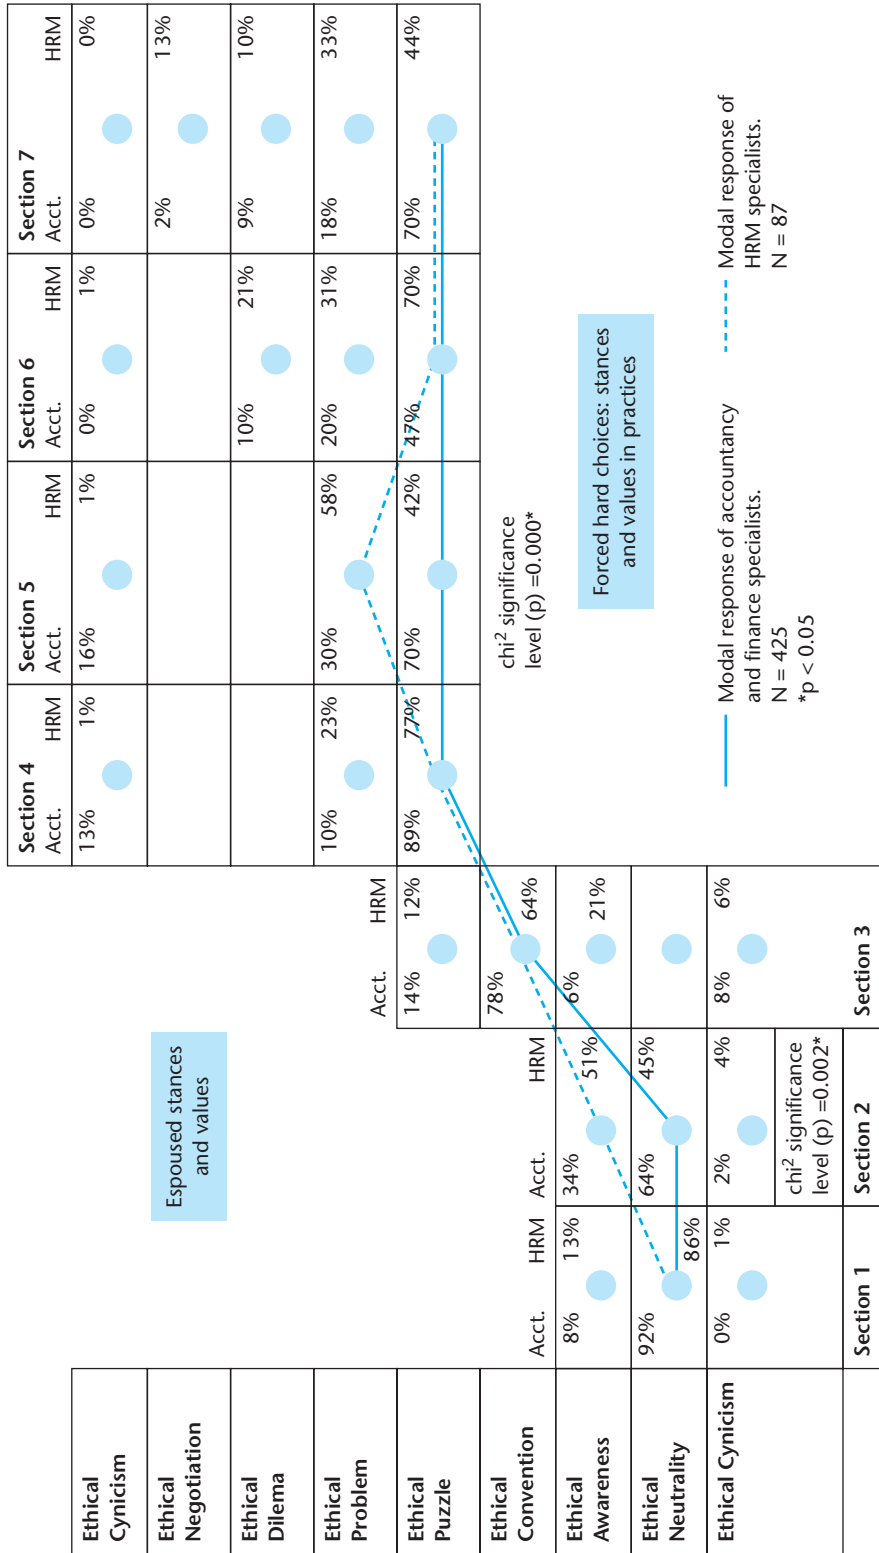 Section 4
Section 5
Section 6
Section 7
Acct. HRM
Acct. HRM
Acct. HRM
Acct. HRM
Ethical
Cynicism
13% 1%
16% 1%
0% 1%
0% 0%
Ethical
Negotiation
Espoused stances
and values
2% 13%
Ethical
Dilema
10% 21%
9% 10%
Ethical
Problem
Acct. HRM
10% 23%
30% 58%
20% 31%
18% 33%
Ethical
Puzzle
14% 12%
89% 77%
70% 42%
47% 70%
70% 44%
Ethical
Convention
Acct. HRM
Acct. HRM
78% 64%
chi² significance
level (p) =0.000*
Ethical
Awareness
8% 13%
34% 51%
6% 21%
Forced hard choices: stances
and values in practices
Ethical
Neutrality
92% 86%
64% 45%
Ethical Cynicism
0% 1%
2% 4%
8% 6%
chi² significance
level (p) =0.002*
Section 1
Section 2
Section 3
Modal response of accountancy
and finance specialists.
N = 425
*p < 0.05
Modal response of
HRM specialists.
N = 87